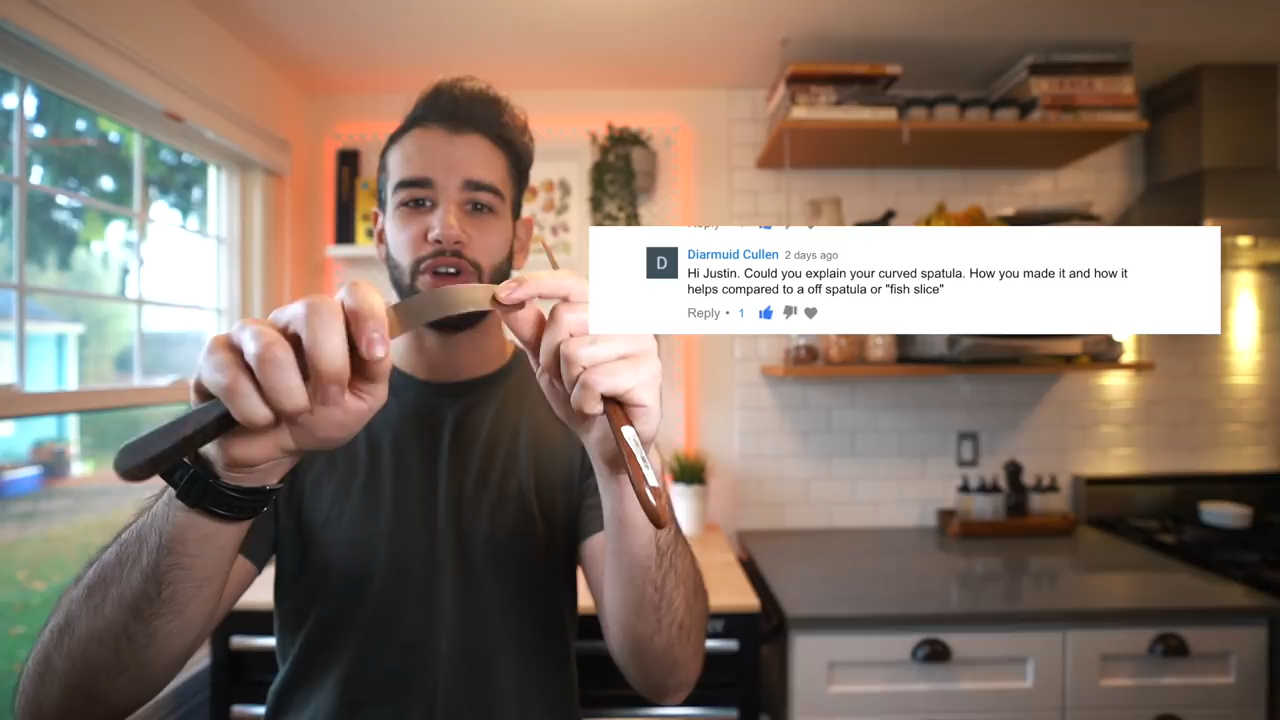 Reply
Diarmuid Cullen 2 days ago
Hi Justin. Could you explain your curved spatula. How you made it and how it
helps compared to a off spatula or "fish slice"
Reply • 1